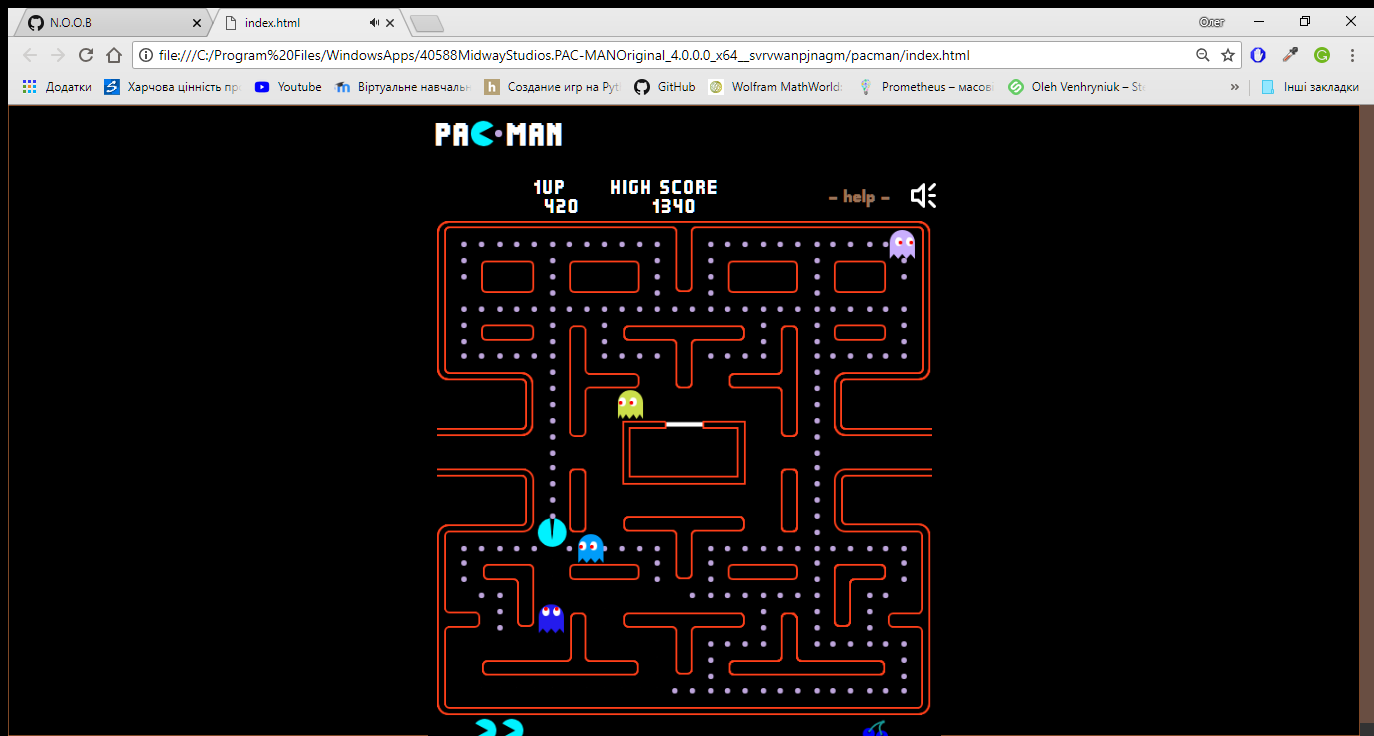 N.O.O.B
index.html
Олег
file:///C:/Program%20Files/WindowsApps/40588MidwayStudios.PAC-MANOriginal_4.0.0.0_x64__svrvwanpjnagm/pacman/index.html
Додатки Харчова цінність пр Youtube Віртуальне навчаль Создание игр на Pyt GitHub Wolfram MathWorld: Prometheus – масові Oleh Venhryniuk – St » Інші закладки
PAC-MAN
1UP HIGH SCORE
420 1340
– help –